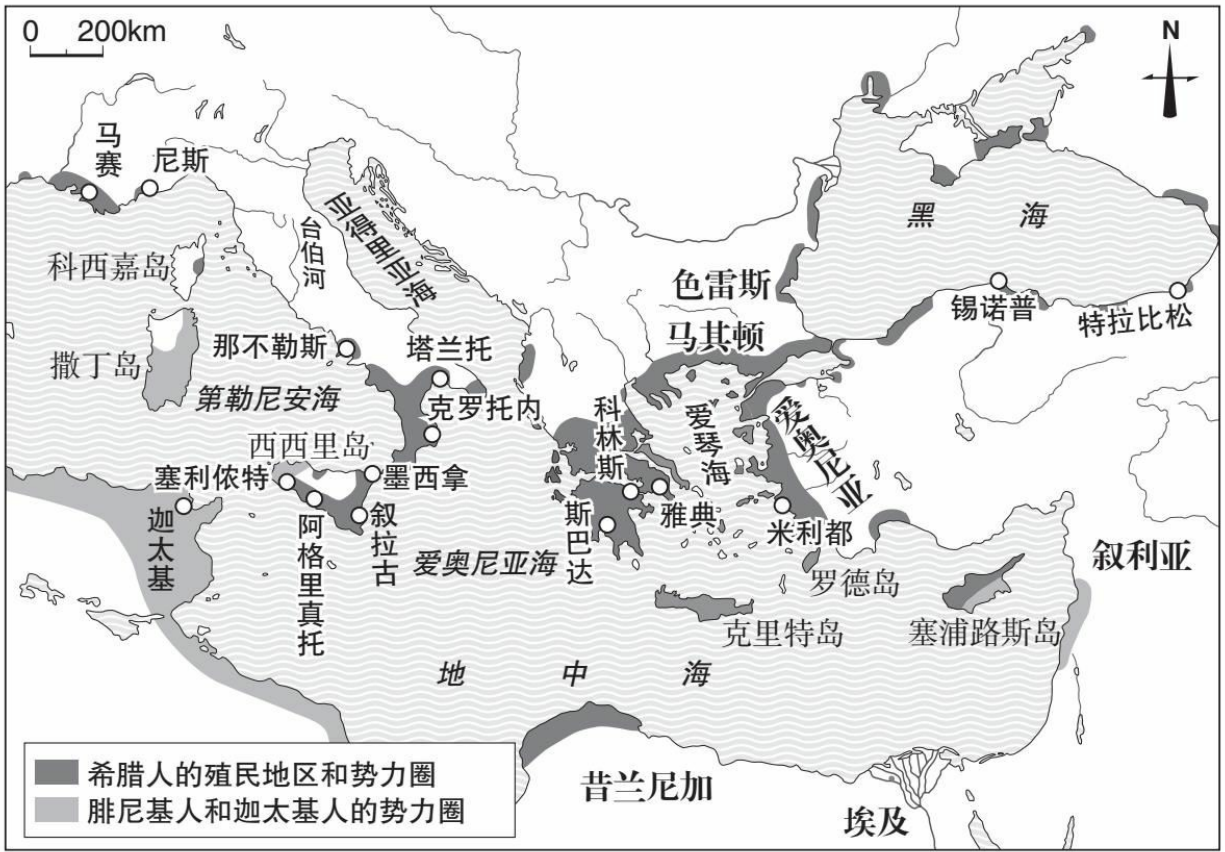 0 200km
N
马赛
尼斯
科西嘉岛
台伯河
亚得里亚海
黑 海
色雷斯
锡诺普
特拉比松
马其顿
撒丁岛
那不勒斯
塔兰托
第勒尼安海
克罗托内
科林斯
爱琴海
爱奥尼亚
西西里岛
塞利侬特
墨西拿
迦太基
阿格里真托
叙拉古
爱奥尼亚海
斯巴达
雅典
米利都
叙利亚
罗德岛
克里特岛
塞浦路斯岛
地 中 海
希腊人的殖民地区和势力圈
腓尼基人和迦太基人的势力圈
昔兰尼加
埃及